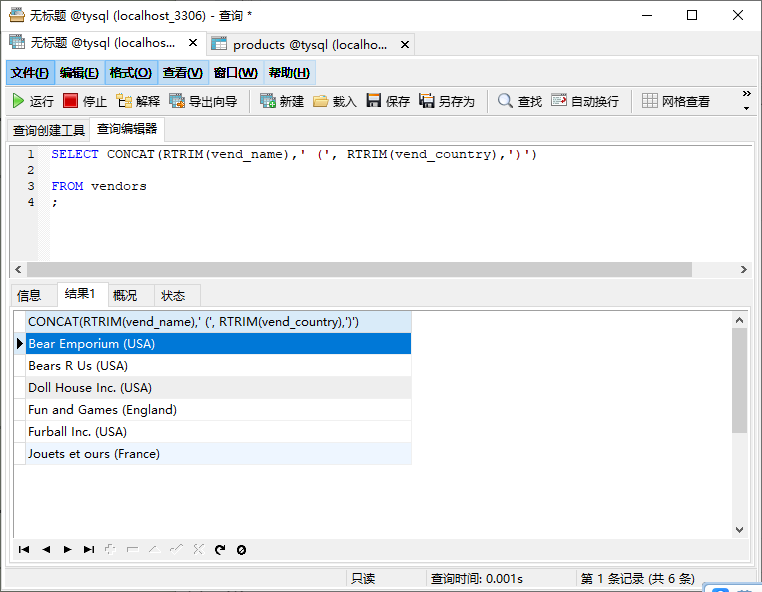 无标题 @tysql (localhost_3306) - 查询 *
无标题 @tysql (localhos... products @tysql (localho...
文件(F) 编辑(E) 格式(O) 查看(V) 窗口(W) 帮助(H)
运行 停止 解释 导出向导 新建 载入 保存 另存为 查找 自动换行 网格查看
查询创建工具 查询编辑器
1 SELECT CONCAT(RTRIM(vend_name),' (', RTRIM(vend_country),')')
2
3 FROM vendors
4 ;
信息 结果1 概况 状态
CONCAT(RTRIM(vend_name),' (', RTRIM(vend_country),')')
Bear Emporium (USA)
Bears R Us (USA)
Doll House Inc. (USA)
Fun and Games (England)
Furball Inc. (USA)
Jouets et ours (France)
只读 查询时间: 0.001s 第 1 条记录 (共 6 条)